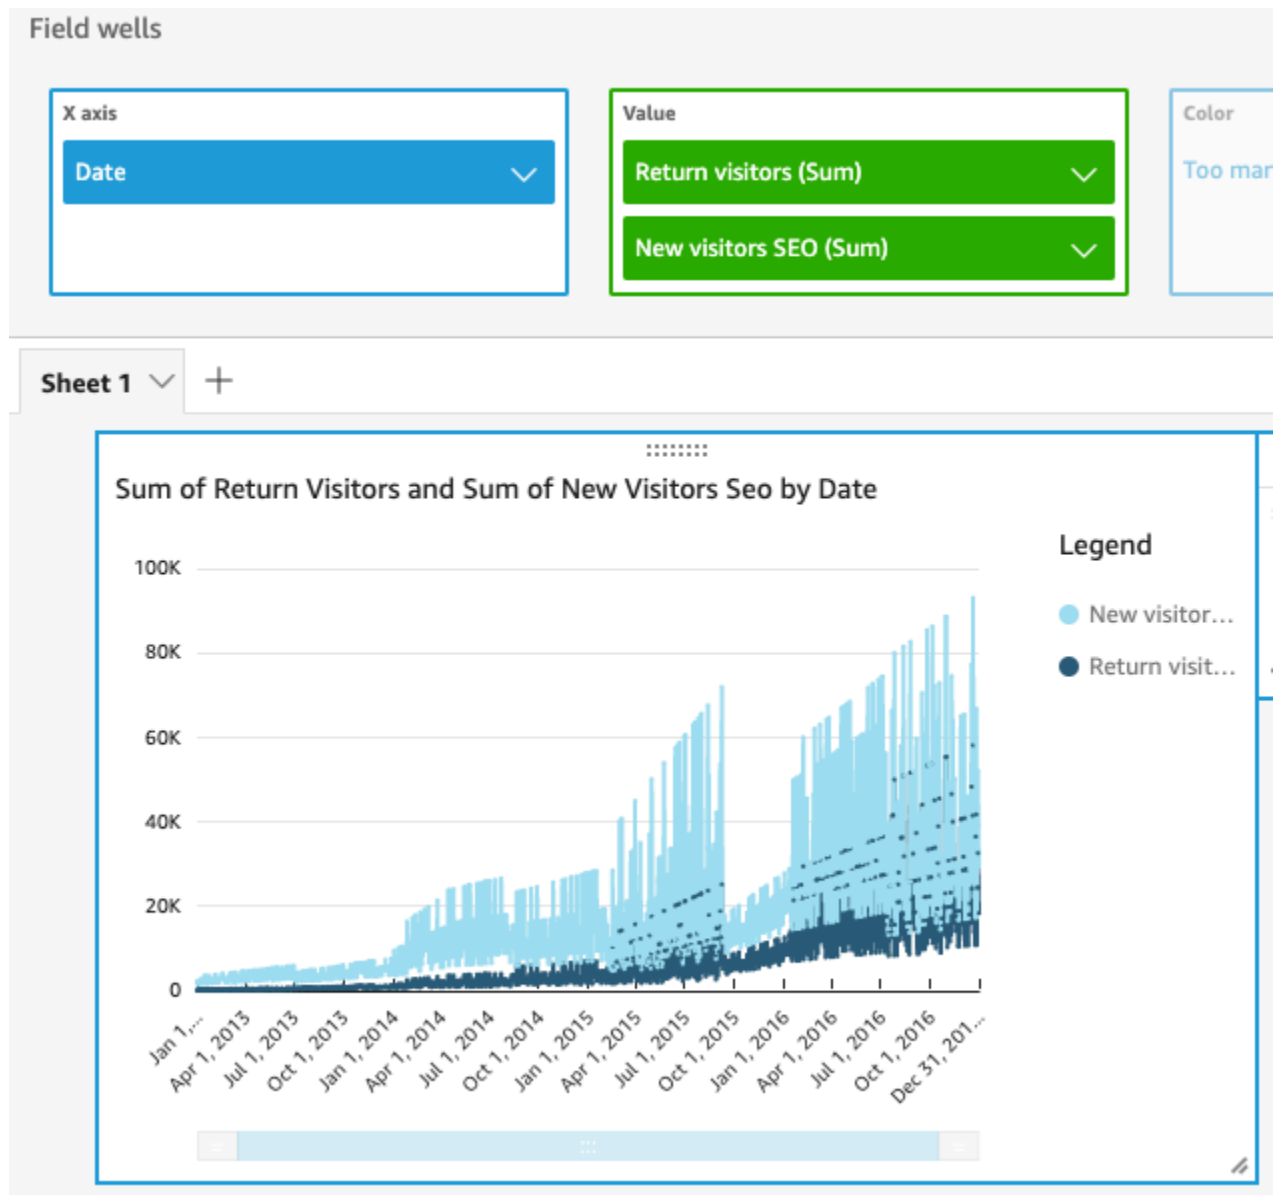 Field wells
X axis
Date
Value
Return visitors (Sum)
New visitors SEO (Sum)
Color
Too mar
Sheet 1
Sum of Return Visitors and Sum of New Visitors Seo by Date
100K
80K
60K
40K
20K
0
Jan 1,...
Apr 1, 2013
Jul 1, 2013
Oct 1, 2013
Jan 1, 2014
Apr 1, 2014
Jul 1, 2014
Oct 1, 2014
Jan 1, 2015
Apr 1, 2015
Jul 1, 2015
Oct 1, 2015
Jan 1, 2016
Apr 1, 2016
Jul 1, 2016
Oct 1, 2016
Dec 31, 201...
Legend
New visitor...
Return visit...